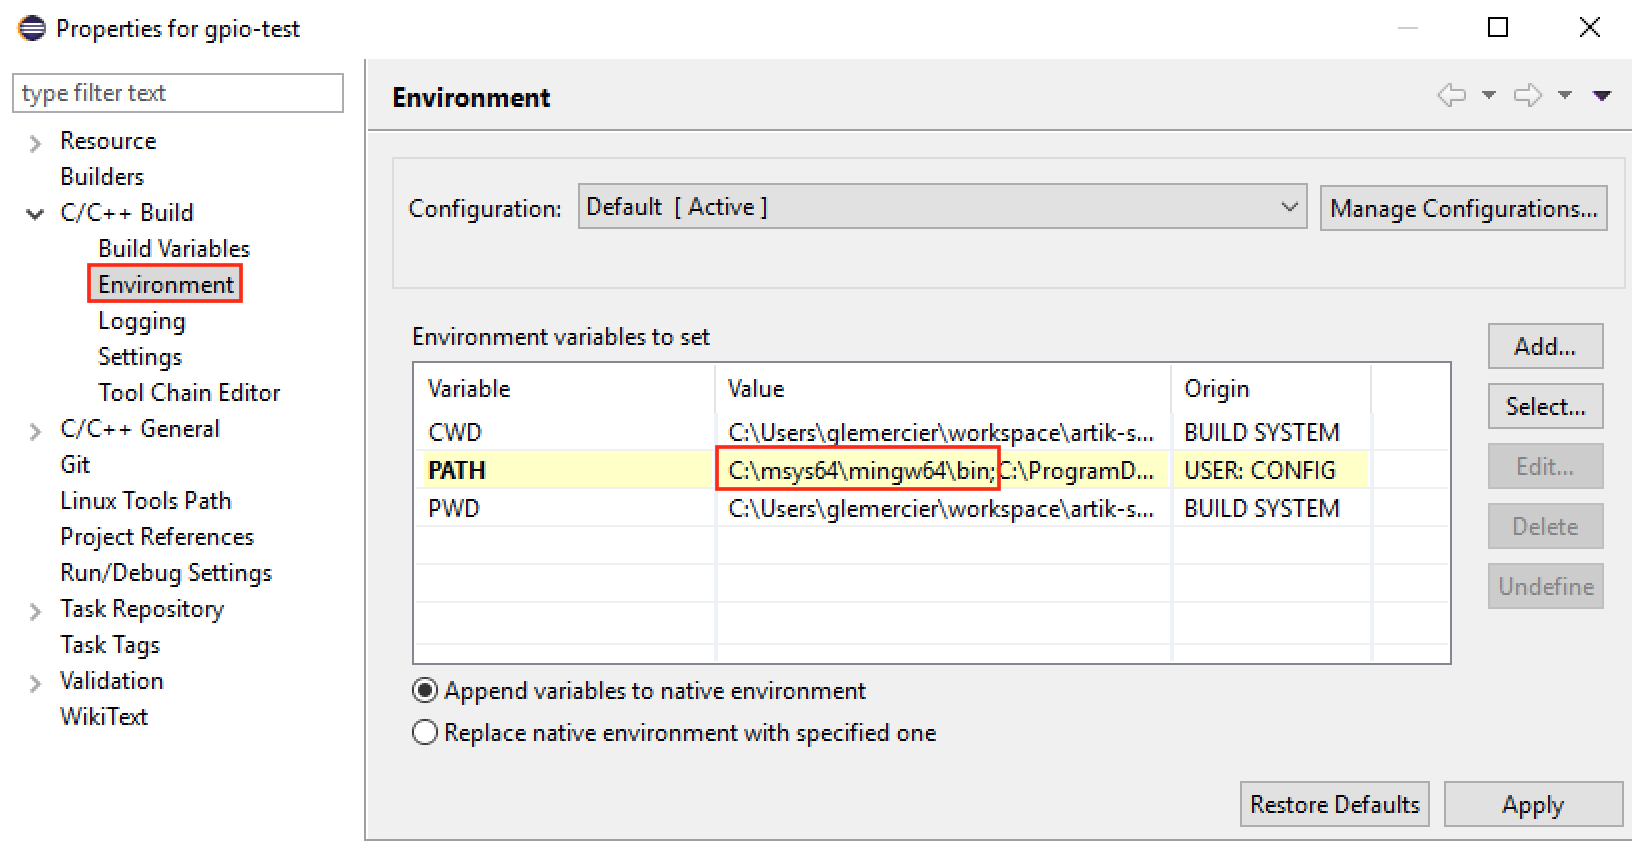 Properties for gpio-test
type filter text
Resource
Builders
C/C++ Build
Build Variables
Environment
Logging
Settings
Tool Chain Editor
C/C++ General
Git
Linux Tools Path
Project References
Run/Debug Settings
Task Repository
Task Tags
Validation
WikiText
Environment
Configuration: Default [ Active ] Manage Configurations...
Environment variables to set
Variable Value Origin
CWD C:\Users\glemercier\workspace\artik-s... BUILD SYSTEM
PATH C:\msys64\mingw64\bin;C:\ProgramD... USER: CONFIG
PWD C:\Users\glemercier\workspace\artik-s... BUILD SYSTEM
Add...
Select...
Edit...
Delete
Undefine
Append variables to native environment
Replace native environment with specified one
Restore Defaults Apply